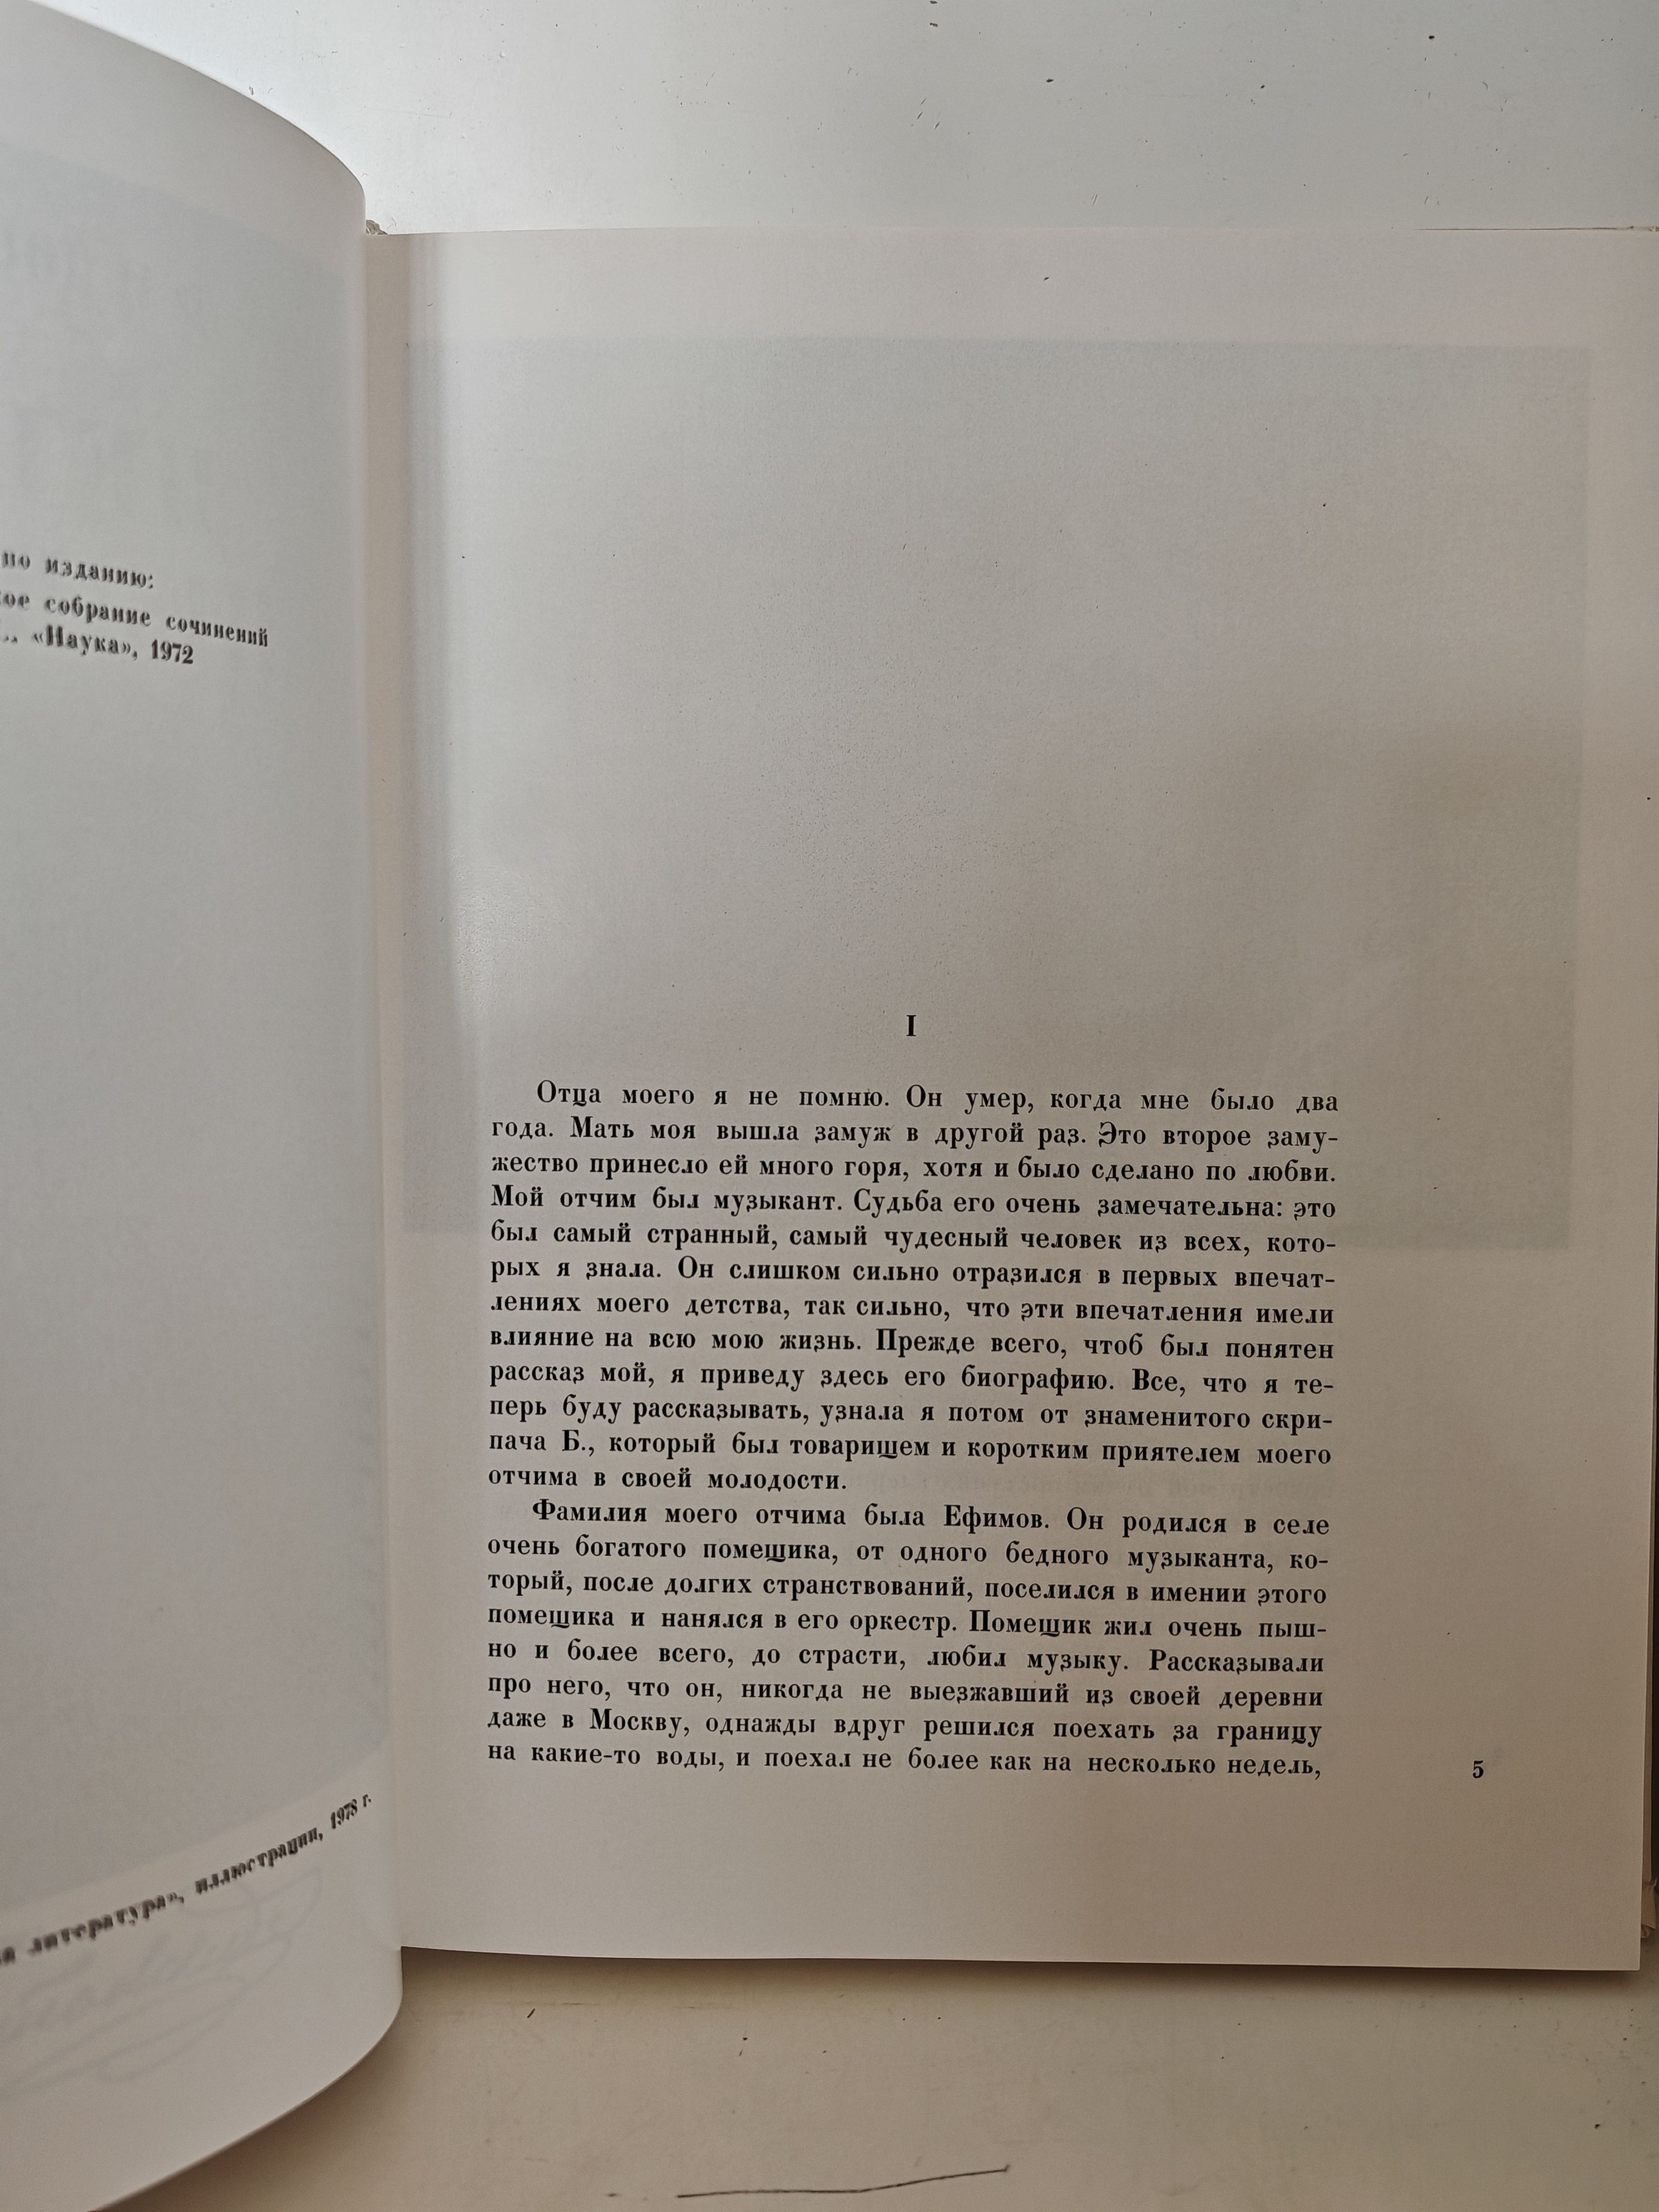 по изданию:
собрание сочинений
«Наука», 1972
литература», иллюстрации, 1978 г.
I
Отца моего я не помню. Он умер, когда мне было два
года. Мать моя вышла замуж в другой раз. Это второе заму-
жество принесло ей много горя, хотя и было сделано по любви.
Мой отчим был музыкант. Судьба его очень замечательна: это
был самый странный, самый чудесный человек из всех, кото-
рых я знала. Он слишком сильно отразился в первых впечат-
лениях моего детства, так сильно, что эти впечатления имели
влияние на всю мою жизнь. Прежде всего, чтоб был понятен
рассказ мой, я приведу здесь его биографию. Все, что я те-
перь буду рассказывать, узнала я потом от знаменитого скри-
пача Б., который был товарищем и коротким приятелем моего
отчима в своей молодости.
Фамилия моего отчима была Ефимов. Он родился в селе
очень богатого помещика, от одного бедного музыканта, ко-
торый, после долгих странствований, поселился в имении этого
помещика и нанялся в его оркестр. Помещик жил очень пыш-
но и более всего, до страсти, любил музыку. Рассказывали
про него, что он, никогда не выезжавший из своей деревни
даже в Москву, однажды вдруг решился поехать за границу
на какие-то воды, и поехал не более как на несколько недель,
5